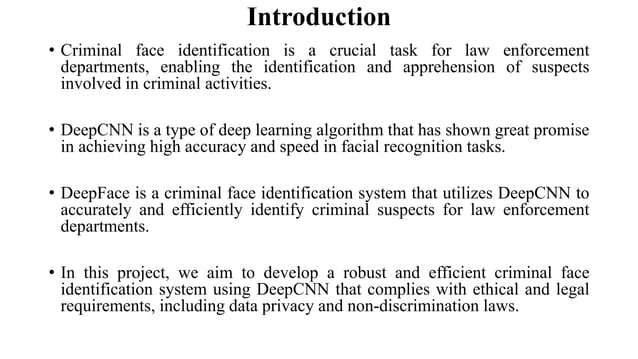 Introduction
• Criminal face identification is a crucial task for law enforcement
departments, enabling the identification and apprehension of suspects
involved in criminal activities.
• DeepCNN is a type of deep learning algorithm that has shown great promise
in achieving high accuracy and speed in facial recognition tasks.
• DeepFace is a criminal face identification system that utilizes DeepCNN to
accurately and efficiently identify criminal suspects for law enforcement
departments.
• In this project, we aim to develop a robust and efficient criminal face
identification system using DeepCNN that complies with ethical and legal
requirements, including data privacy and non-discrimination laws.